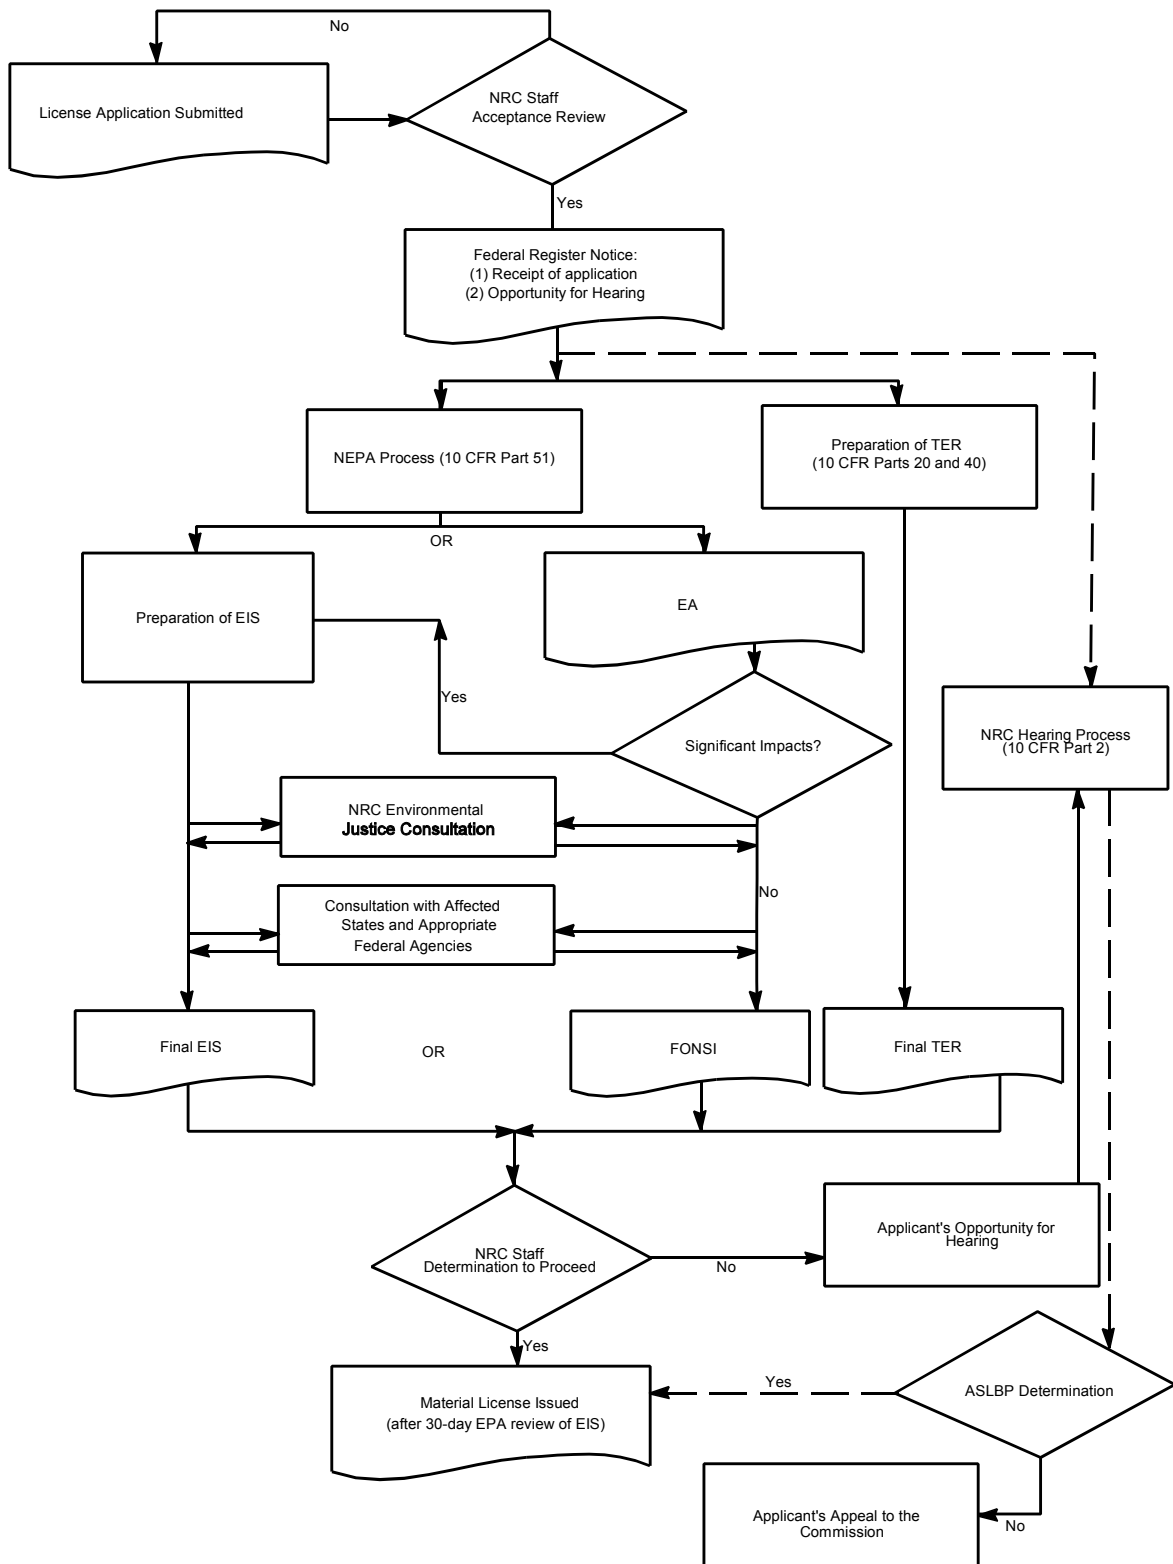 No
License Application Submitted
NRC Staff
Acceptance Review
Yes
Federal Register Notice:
(1) Receipt of application
(2) Opportunity for Hearing
NEPA Process (10 CFR Part 51)
Preparation of TER
(10 CFR Parts 20 and 40)
OR
Preparation of EIS
EA
Yes
Significant Impacts?
NRC Hearing Process
(10 CFR Part 2)
NRC Environmental
Justice Consultation
No
Consultation with Affected
States and Appropriate
Federal Agencies
Final EIS
OR
FONSI
Final TER
NRC Staff
Determination to Proceed
No
Applicant's Opportunity for
Hearing
Yes
Material License Issued
(after 30-day EPA review of EIS)
Yes
ASLBP Determination
Applicant's Appeal to the
Commission
No